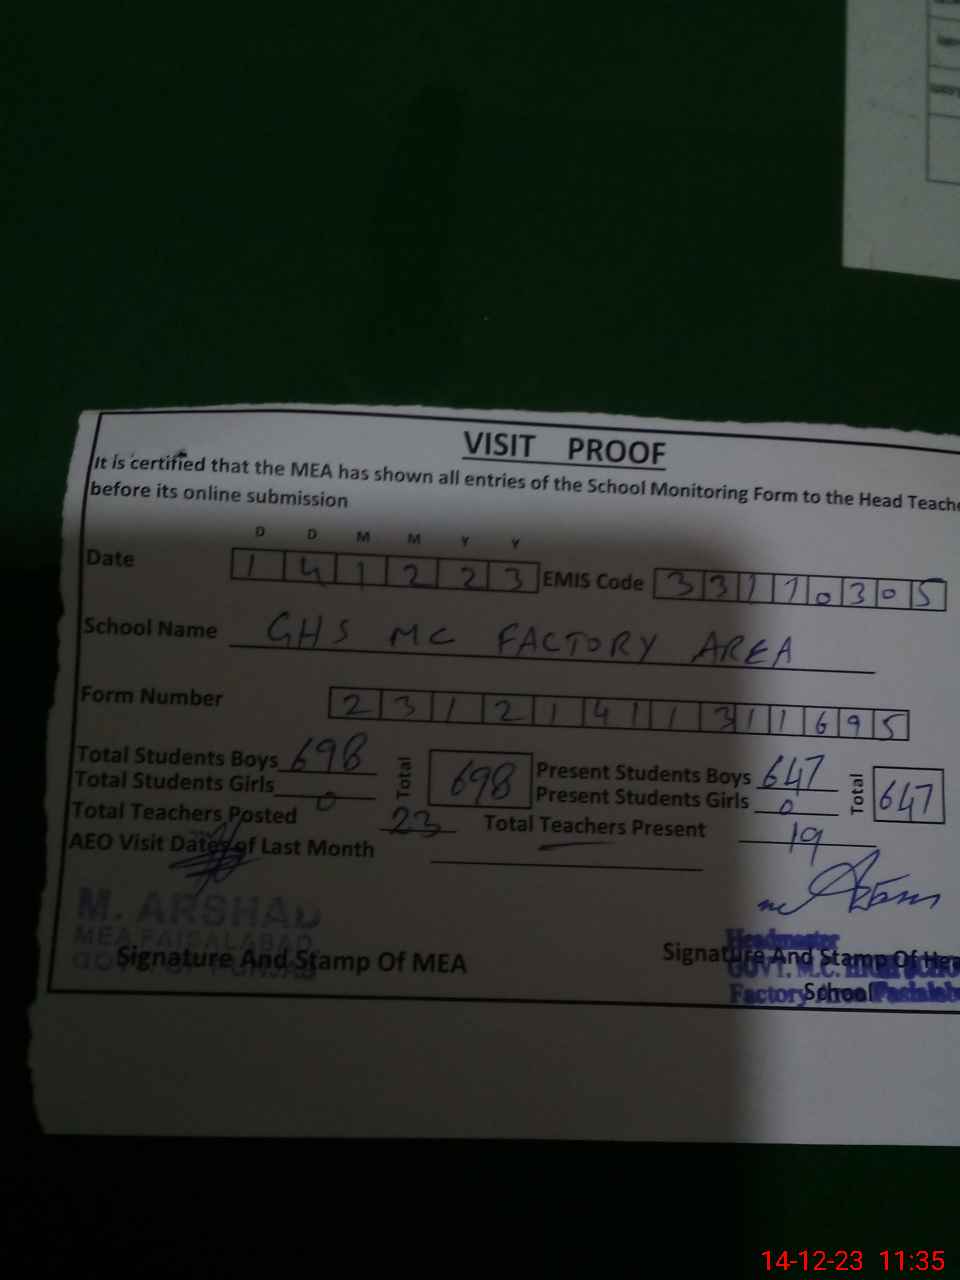 VISIT PROOF
It is certified that the MEA has shown all entries of the School Monitoring Form to the Head Teache
before its online submission
D D M M Y Y
Date 1 4 1 2 2 3 EMIS Code 3 3 1 1 0 3 0 5
School Name GHS MC FACTORY AREA
Form Number 2 3 1 2 1 4 1 1 3 1 1 6 9 5
Total Students Boys 698 Total 698 Present Students Boys 647 Total 647
Total Students Girls 0 Present Students Girls 0
Total Teachers Posted 23 Total Teachers Present 19
AEO Visit Dates of Last Month
M. ARSHAD
MEA FAISALABAD
Signature And Stamp Of MEA
Headmaster
Signature And Stamp Of Hea
GOVT. M.C. HIGH
School
Factory
14-12-23 11:35